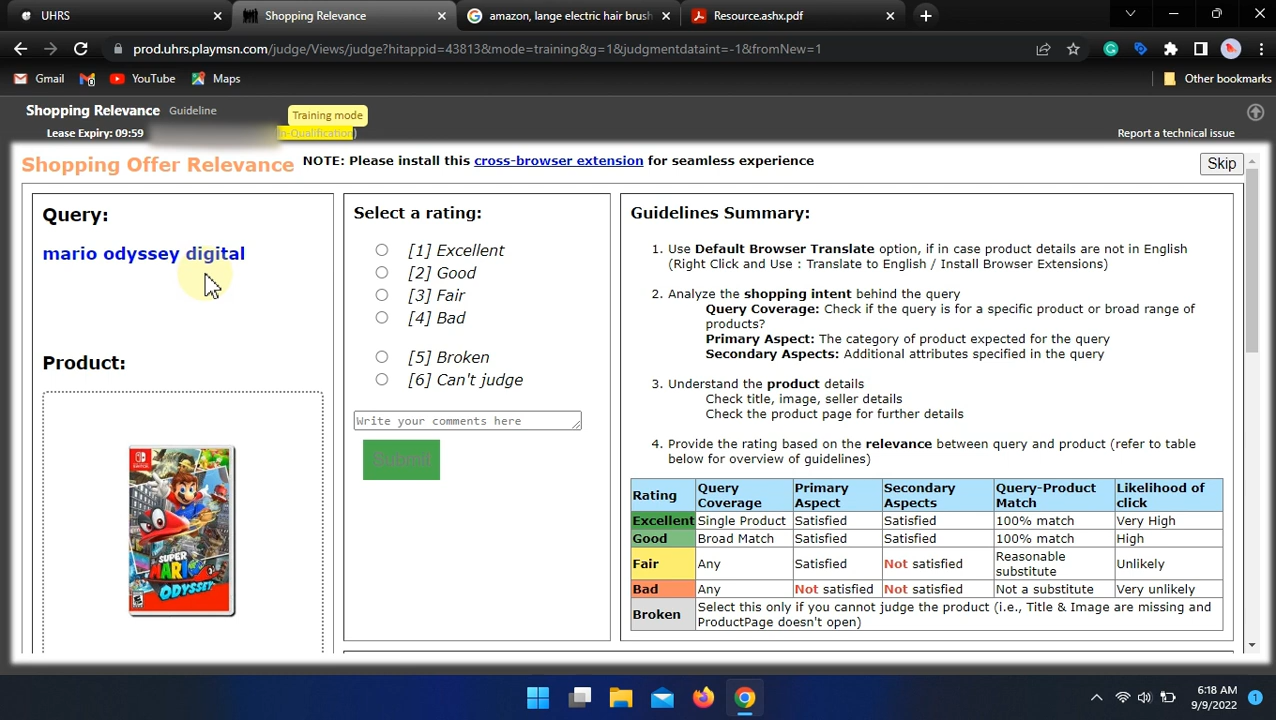 UHRS
Shopping Relevance
amazon, lange electric hair brush
Resource.ashx.pdf
prod.uhrs.playmsn.com/judge/Views/judge?hitappid=43813&mode=training&g=1&judgmentdataint=-1&fromNew=1
Gmail
YouTube
Maps
Other bookmarks
Shopping Relevance
Guideline
Training mode
Lease Expiry: 09:59
n-Qualification)
Report a technical issue
Shopping Offer Relevance
NOTE: Please install this cross-browser extension for seamless experience
Skip
Query:
mario odyssey digital
Product:
SUPER
MARIO
ODYSSEY
Select a rating:
[1] Excellent
[2] Good
[3] Fair
[4] Bad
[5] Broken
[6] Can't judge
Write your comments here
Submit
Guidelines Summary:
1. Use Default Browser Translate option, if in case product details are not in English
(Right Click and Use : Translate to English / Install Browser Extensions)
2. Analyze the shopping intent behind the query
Query Coverage: Check if the query is for a specific product or broad range of
products?
Primary Aspect: The category of product expected for the query
Secondary Aspects: Additional attributes specified in the query
3. Understand the product details
Check title, image, seller details
Check the product page for further details
4. Provide the rating based on the relevance between query and product (refer to table
below for overview of guidelines)
Rating Query Coverage Primary Aspect Secondary Aspects Query-Product Match Likelihood of click
Excellent Single Product Satisfied Satisfied 100% match Very High
Good Broad Match Satisfied Satisfied 100% match High
Fair Any Satisfied Not satisfied Reasonable substitute Unlikely
Bad Any Not satisfied Not satisfied Not a substitute Very unlikely
Broken Select this only if you cannot judge the product (i.e., Title & Image are missing and
ProductPage doesn't open)
6:18 AM
9/9/2022
1